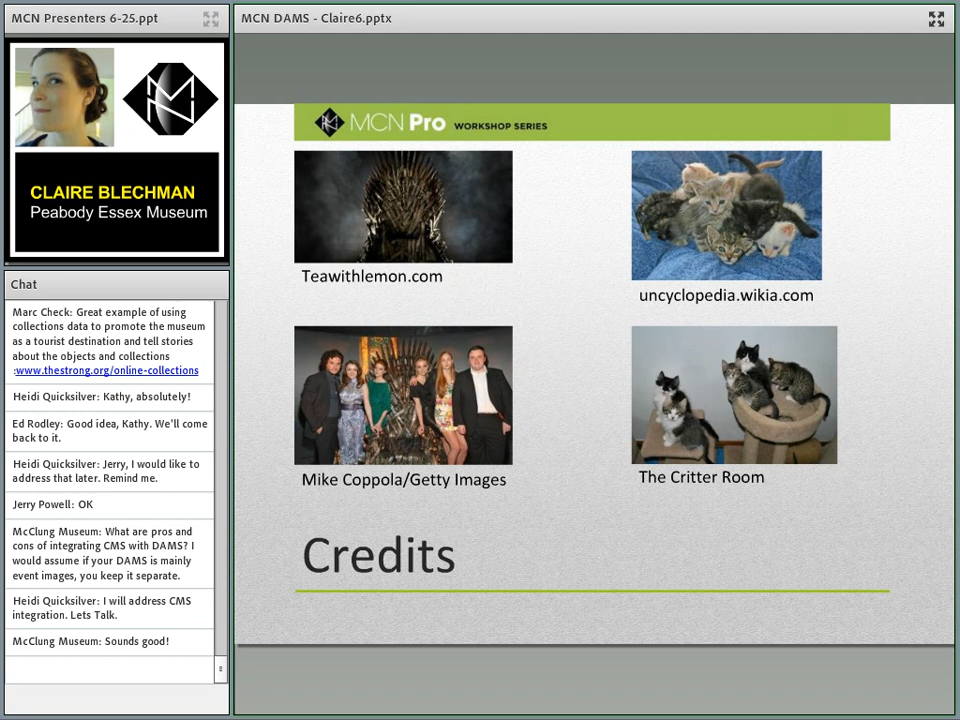 MCN Presenters 6-25.ppt
CLAIRE BLECHMAN
Peabody Essex Museum
Chat
Marc Check: Great example of using
collections data to promote the museum
as a tourist destination and tell stories
about the objects and collections
:www.thestrong.org/online-collections
Heidi Quicksilver: Kathy, absolutely!
Ed Rodley: Good idea, Kathy. We'll come
back to it.
Heidi Quicksilver: Jerry, I would like to
address that later. Remind me.
Jerry Powell: OK
McClung Museum: What are pros and
cons of integrating CMS with DAMS? I
would assume if your DAMS is mainly
event images, you keep it separate.
Heidi Quicksilver: I will address CMS
integration. Lets Talk.
McClung Museum: Sounds good!
MCN DAMS - Claire6.pptx
MCN Pro WORKSHOP SERIES
Teawithlemon.com
uncyclopedia.wikia.com
Mike Coppola/Getty Images
The Critter Room
Credits